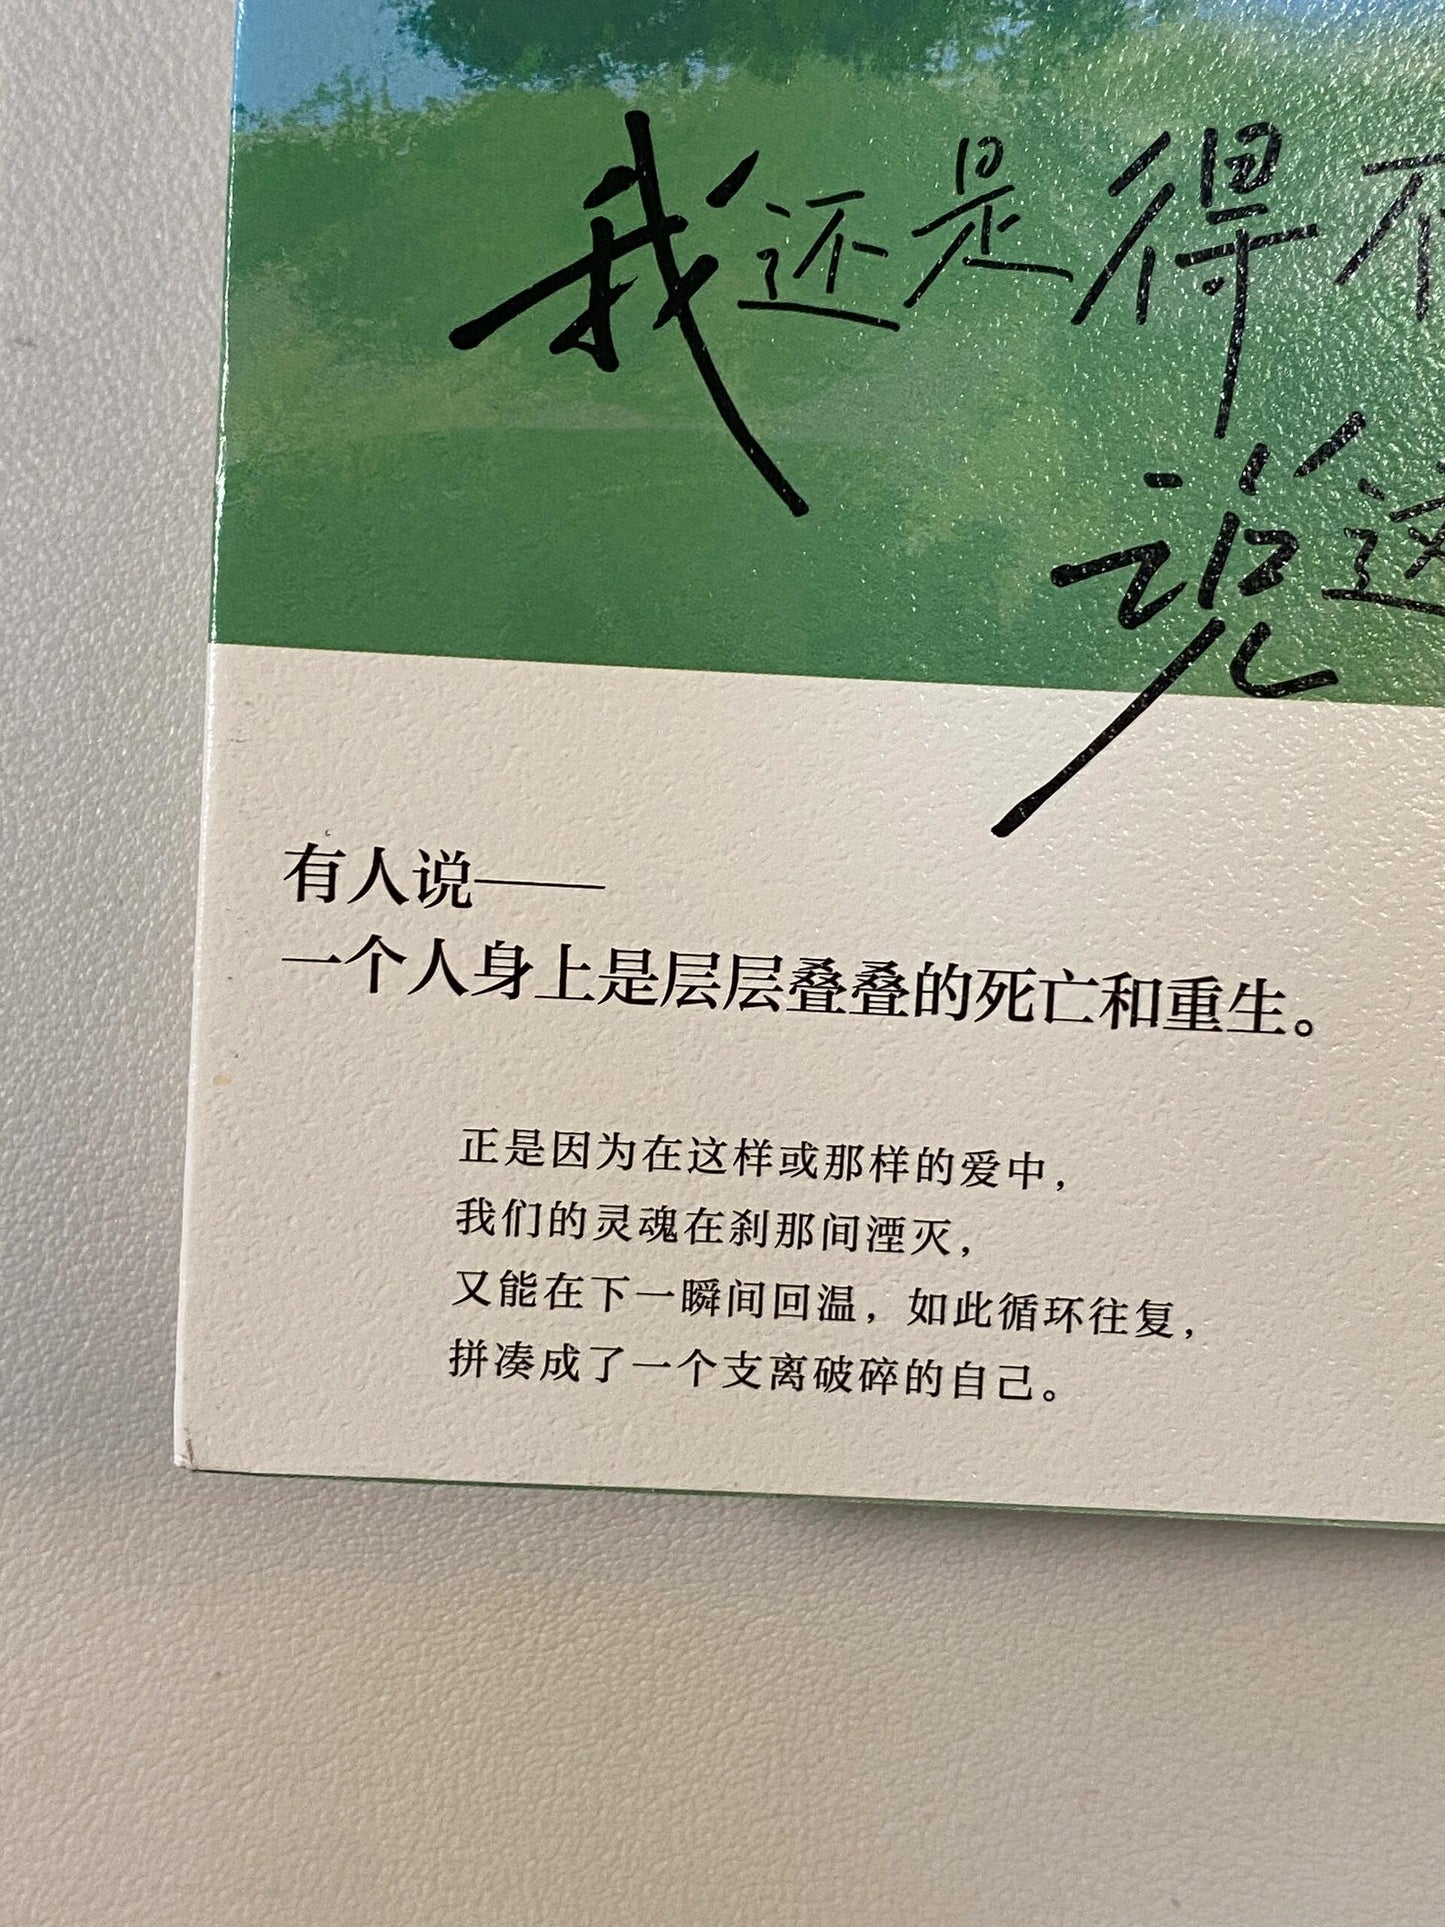 我还是得不
说这
有人说——
一个人身上是层层叠叠的死亡和重生。
正是因为在这样或那样的爱中，
我们的灵魂在刹那间湮灭，
又能在下一瞬间回温，如此循环往复，
拼凑成了一个支离破碎的自己。